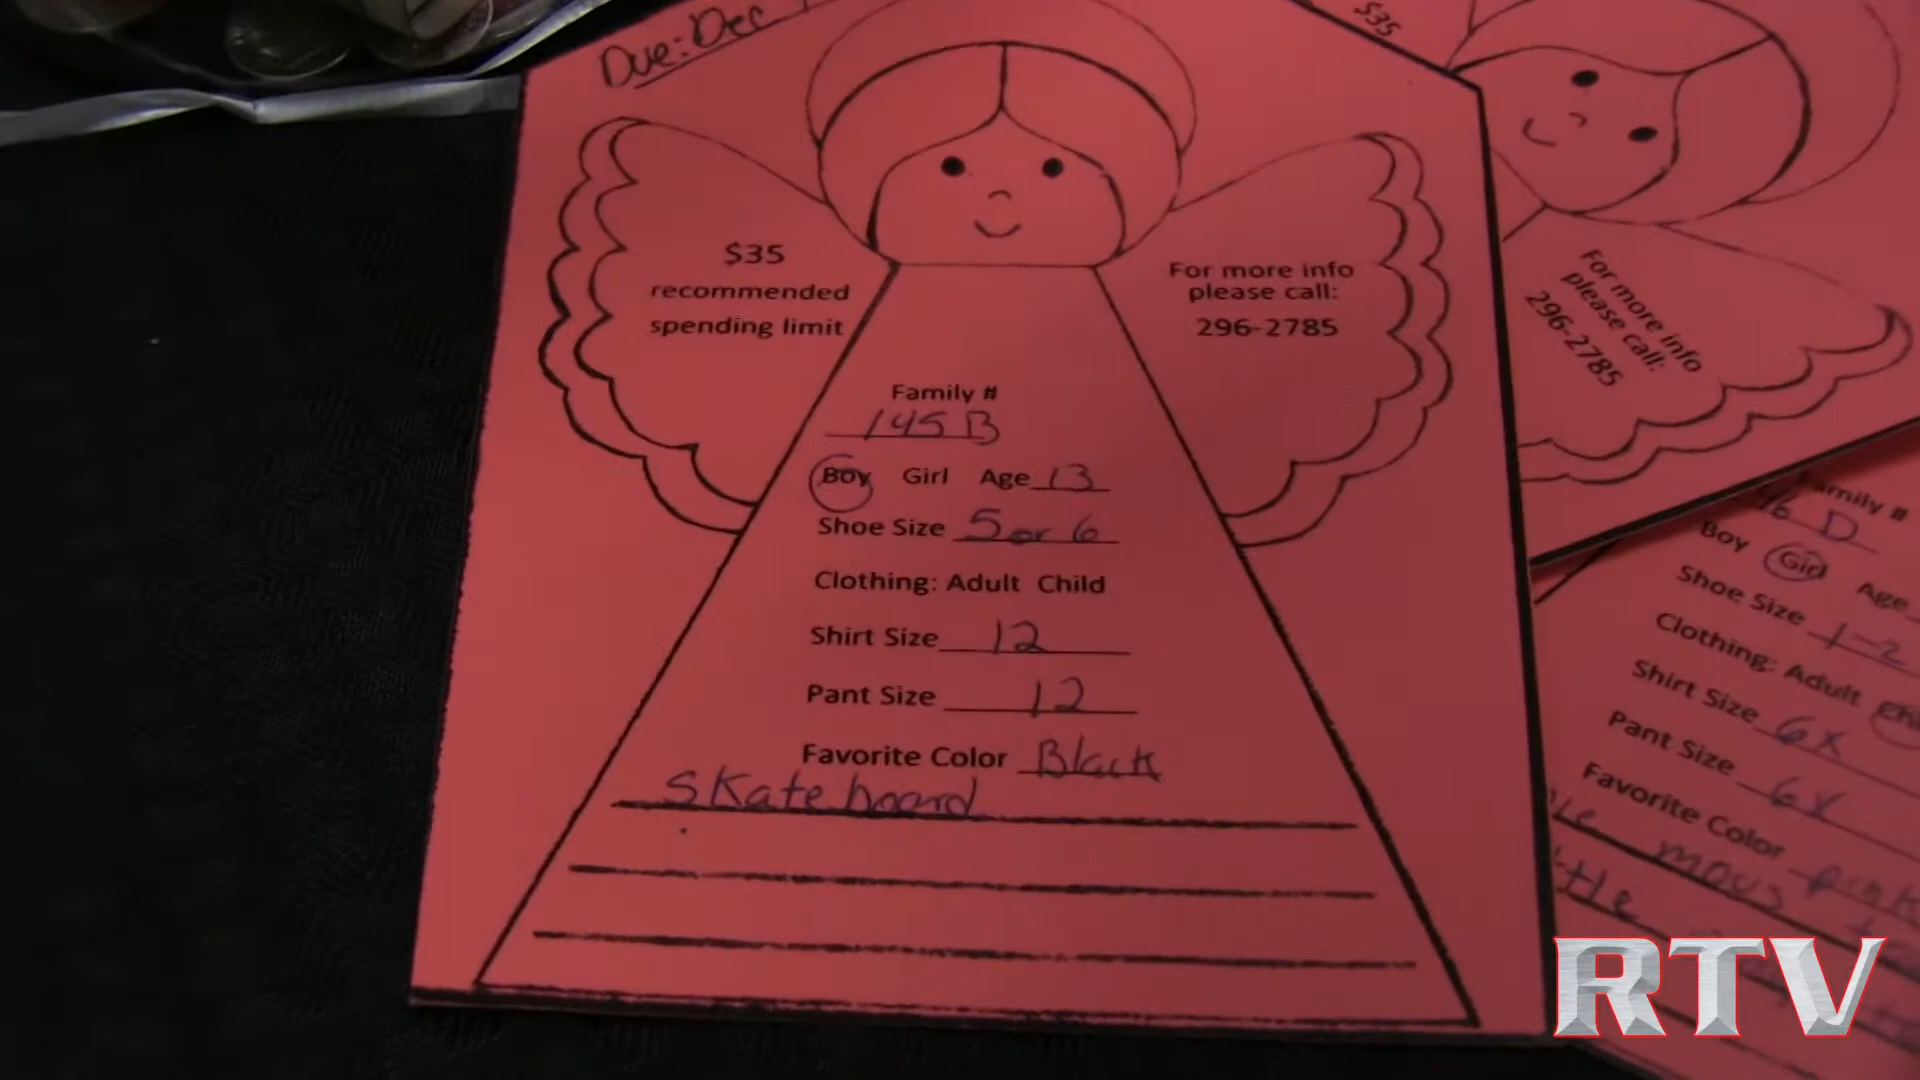 Due: Dec
$35
recommended
spending limit
For more info
please call:
296-2785
Family #
145 B
Boy Girl Age 13
Shoe Size 5 or 6
Clothing: Adult Child
Shirt Size 12
Pant Size 12
Favorite Color Black
Skateboard
$35
For more info
please call:
296-2785
Family #
D
Boy Girl Age
Shoe Size 1-2
Clothing: Adult
Shirt Size 6X
Pant Size 6X
Favorite Color pink
RTV